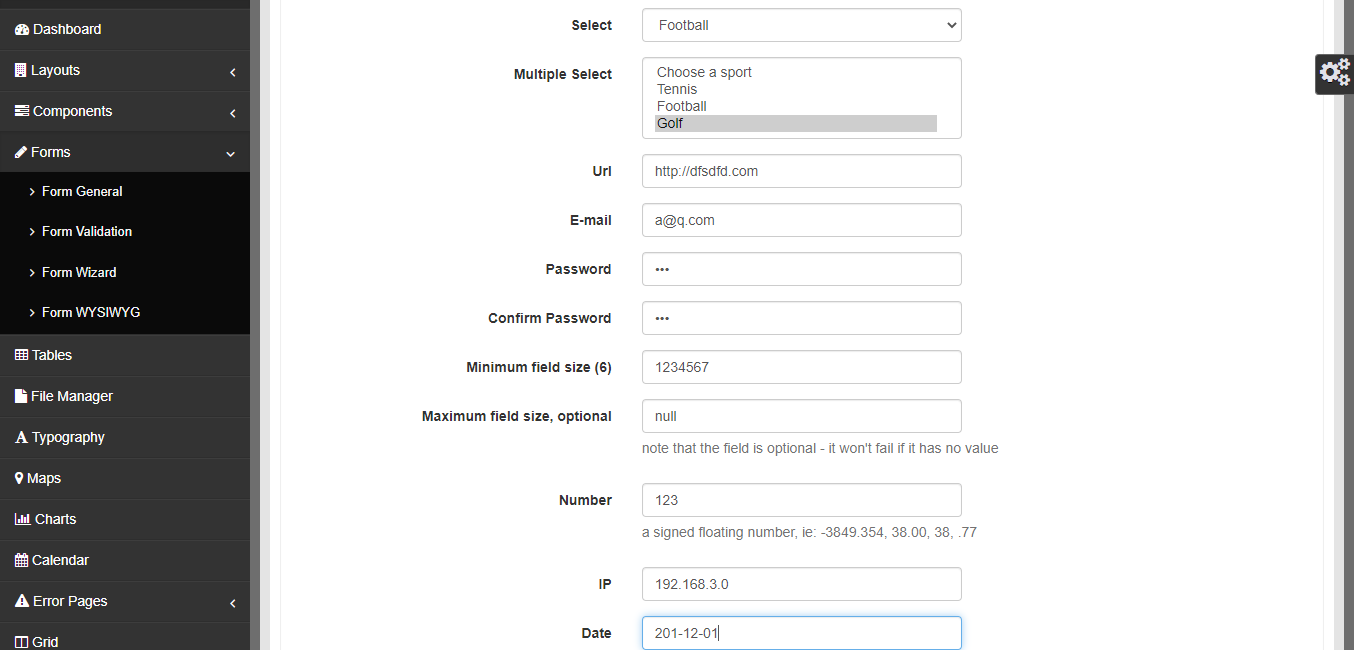 Dashboard
Layouts
Components
Forms
Form General
Form Validation
Form Wizard
Form WYSIWYG
Tables
File Manager
Typography
Maps
Charts
Calendar
Error Pages
Grid
Select Football
Multiple Select Choose a sport
Tennis
Football
Golf
Url http://dfsdfd.com
E-mail a@q.com
Password •••
Confirm Password •••
Minimum field size (6) 1234567
Maximum field size, optional null
note that the field is optional - it won't fail if it has no value
Number 123
a signed floating number, ie: -3849.354, 38.00, 38, .77
IP 192.168.3.0
Date 201-12-01